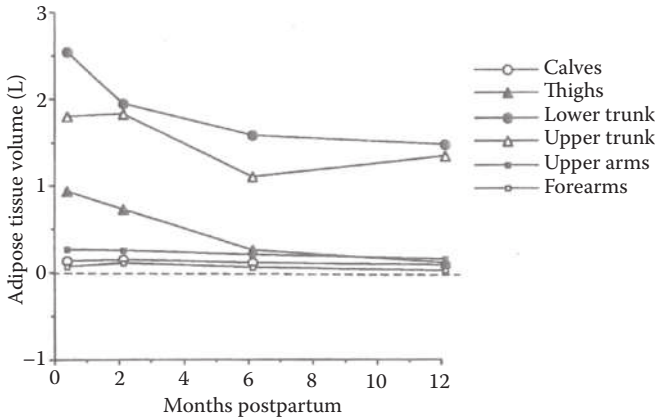 Adipose tissue volume (L)
3
2
1
0
−1
0 2 4 6 8 10 12
Months postpartum
Calves
Thighs
Lower trunk
Upper trunk
Upper arms
Forearms